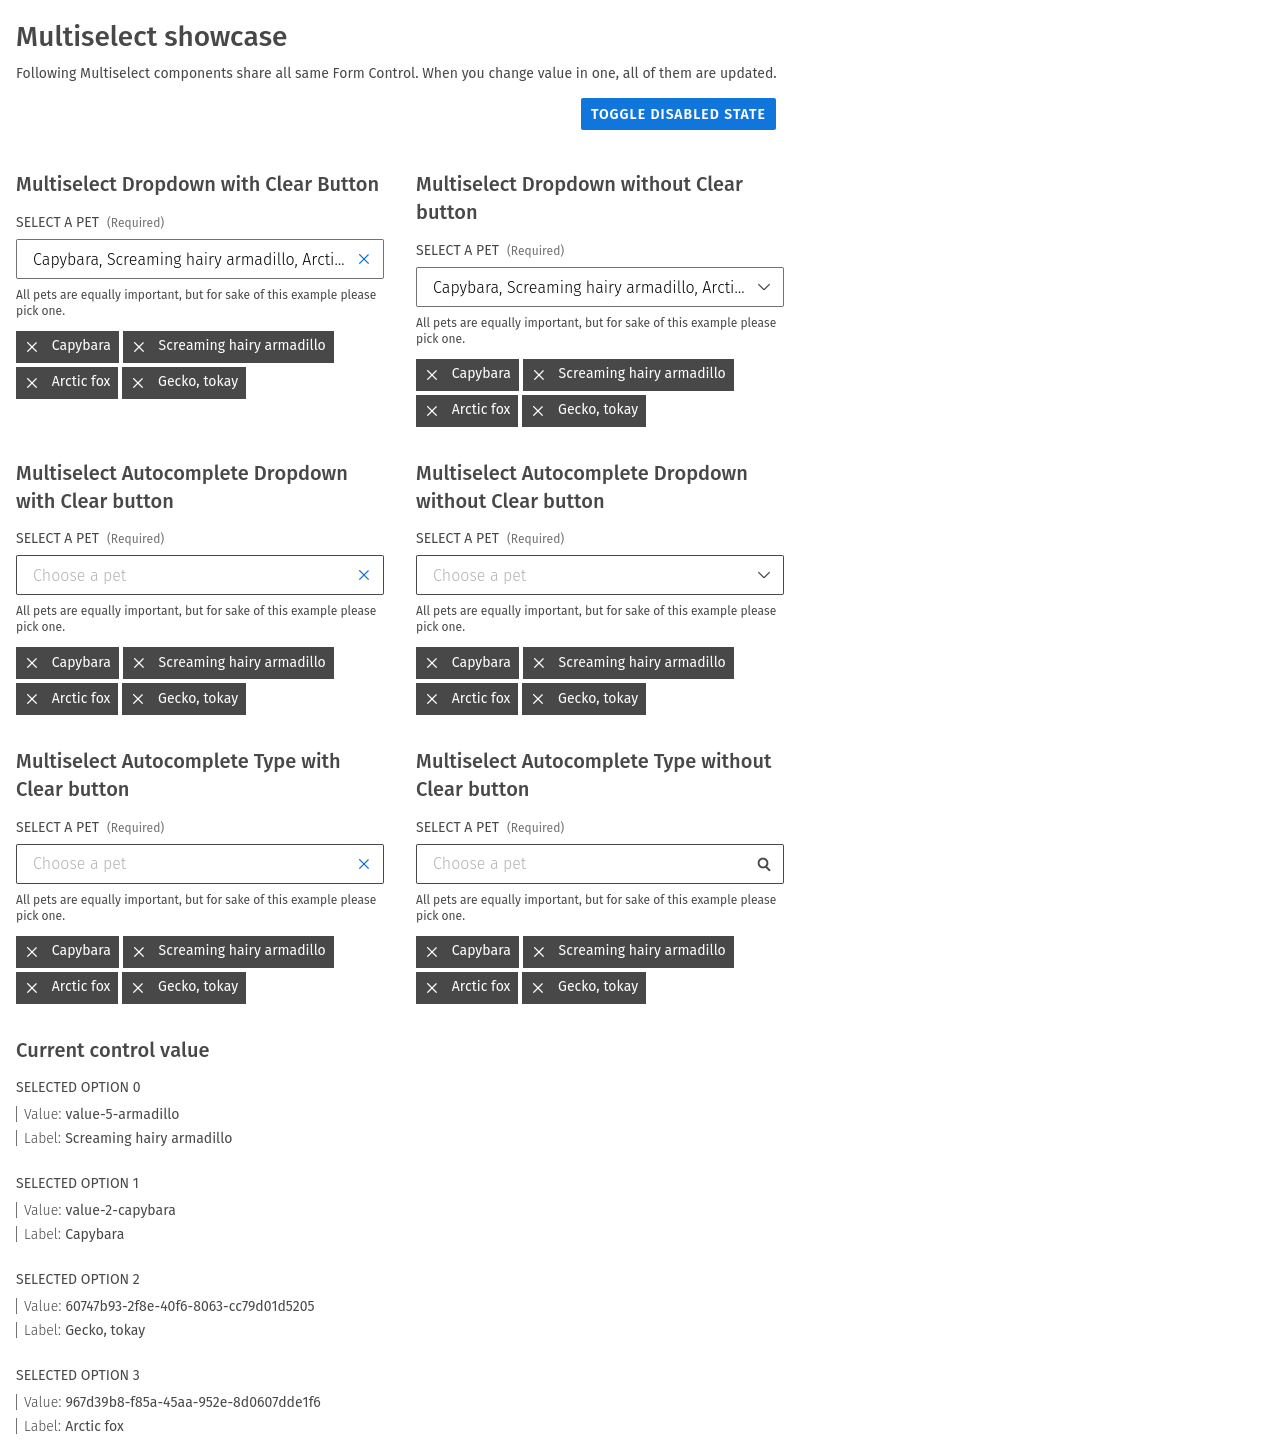 Multiselect showcase
Following Multiselect components share all same Form Control. When you change value in one, all of them are updated.
TOGGLE DISABLED STATE
Multiselect Dropdown with Clear Button
SELECT A PET (Required)
Capybara, Screaming hairy armadillo, Arcti...
All pets are equally important, but for sake of this example please
pick one.
Capybara Screaming hairy armadillo
Arctic fox Gecko, tokay
Multiselect Dropdown without Clear
button
SELECT A PET (Required)
Capybara, Screaming hairy armadillo, Arcti...
All pets are equally important, but for sake of this example please
pick one.
Capybara Screaming hairy armadillo
Arctic fox Gecko, tokay
Multiselect Autocomplete Dropdown
with Clear button
SELECT A PET (Required)
Choose a pet
All pets are equally important, but for sake of this example please
pick one.
Capybara Screaming hairy armadillo
Arctic fox Gecko, tokay
Multiselect Autocomplete Dropdown
without Clear button
SELECT A PET (Required)
Choose a pet
All pets are equally important, but for sake of this example please
pick one.
Capybara Screaming hairy armadillo
Arctic fox Gecko, tokay
Multiselect Autocomplete Type with
Clear button
SELECT A PET (Required)
Choose a pet
All pets are equally important, but for sake of this example please
pick one.
Capybara Screaming hairy armadillo
Arctic fox Gecko, tokay
Multiselect Autocomplete Type without
Clear button
SELECT A PET (Required)
Choose a pet
All pets are equally important, but for sake of this example please
pick one.
Capybara Screaming hairy armadillo
Arctic fox Gecko, tokay
Current control value
SELECTED OPTION 0
Value: value-5-armadillo
Label: Screaming hairy armadillo
SELECTED OPTION 1
Value: value-2-capybara
Label: Capybara
SELECTED OPTION 2
Value: 60747b93-2f8e-40f6-8063-cc79d01d5205
Label: Gecko, tokay
SELECTED OPTION 3
Value: 967d39b8-f85a-45aa-952e-8d0607dde1f6
Label: Arctic fox